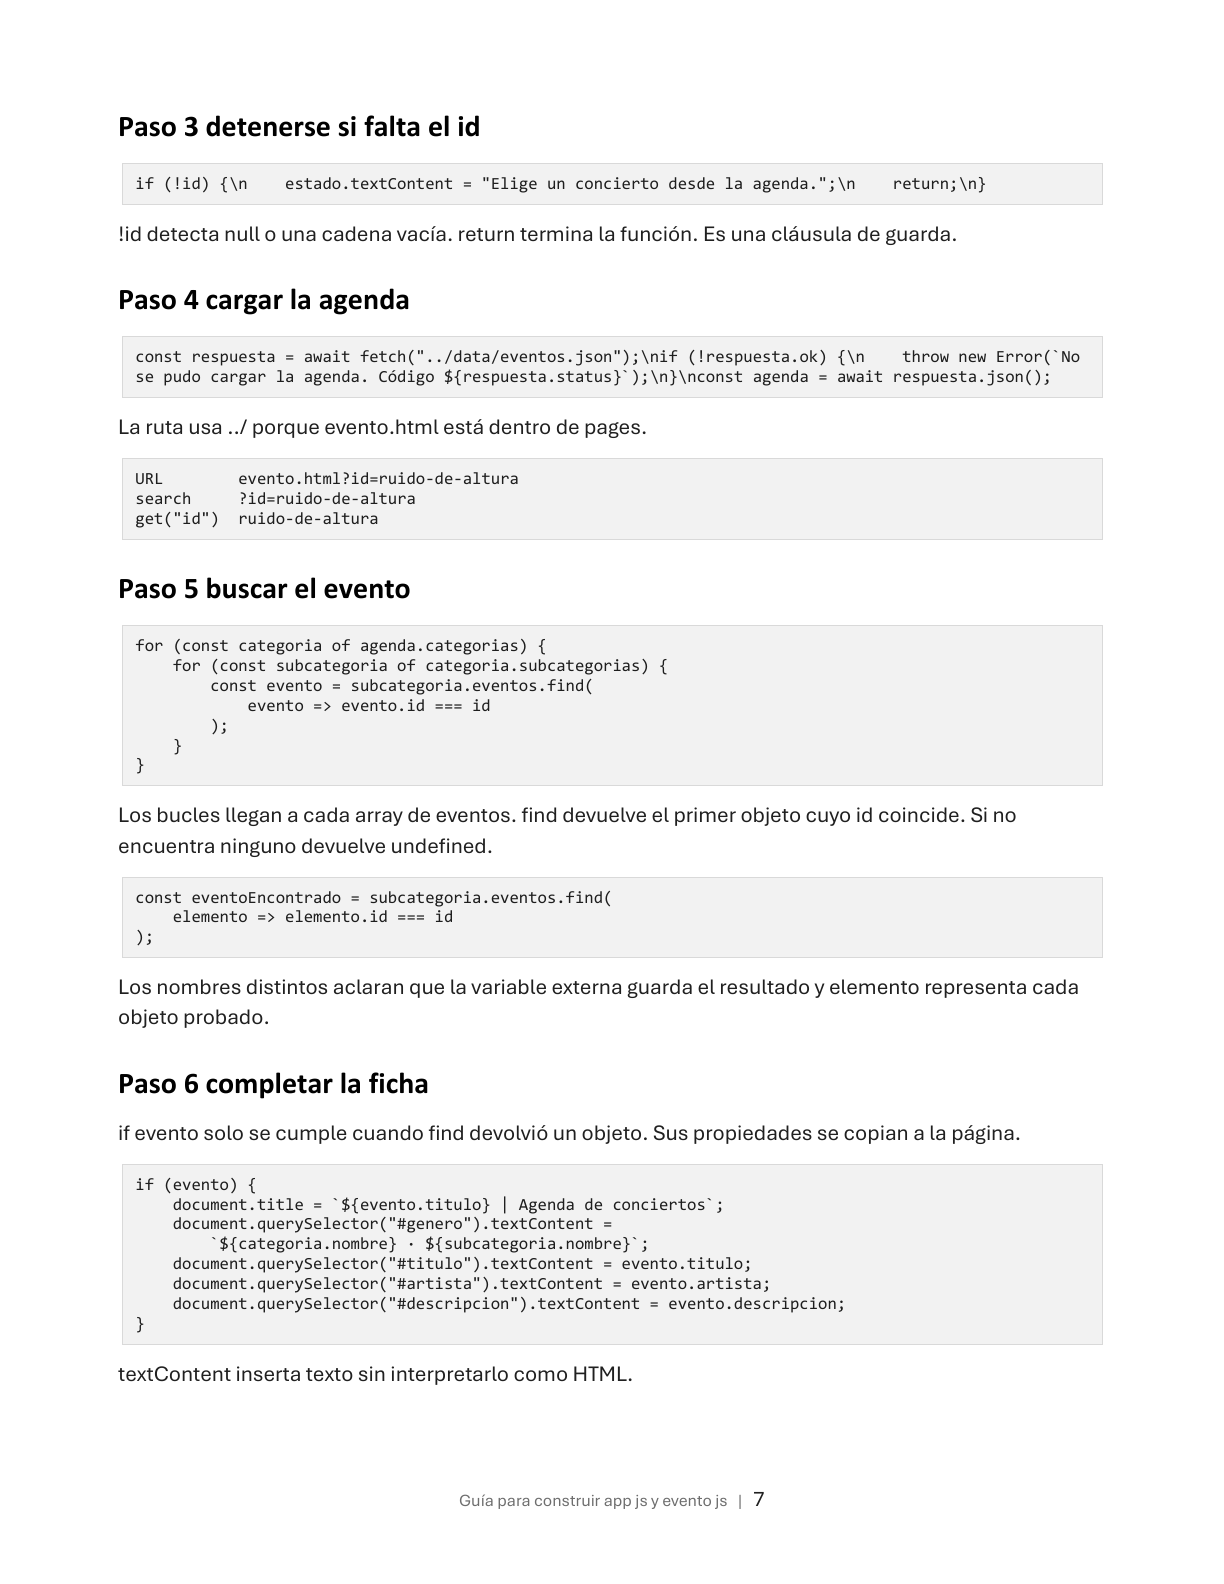 Paso 3 detenerse si falta el id
if (!id) {\n    estado.textContent = "Elige un concierto desde la agenda.";\n    return;\n}
!id detecta null o una cadena vacía. return termina la función. Es una cláusula de guarda.
Paso 4 cargar la agenda
const respuesta = await fetch("../data/eventos.json");\nif (!respuesta.ok) {\n    throw new Error(`No
se pudo cargar la agenda. Código ${respuesta.status}`);\n}\nconst agenda = await respuesta.json();
La ruta usa ../ porque evento.html está dentro de pages.
URL        evento.html?id=ruido-de-altura
search     ?id=ruido-de-altura
get("id")  ruido-de-altura
Paso 5 buscar el evento
for (const categoria of agenda.categorias) {
    for (const subcategoria of categoria.subcategorias) {
        const evento = subcategoria.eventos.find(
            evento => evento.id === id
        );
    }
}
Los bucles llegan a cada array de eventos. find devuelve el primer objeto cuyo id coincide. Si no
encuentra ninguno devuelve undefined.
const eventoEncontrado = subcategoria.eventos.find(
    elemento => elemento.id === id
);
Los nombres distintos aclaran que la variable externa guarda el resultado y elemento representa cada
objeto probado.
Paso 6 completar la ficha
if evento solo se cumple cuando find devolvió un objeto. Sus propiedades se copian a la página.
if (evento) {
    document.title = `${evento.titulo} | Agenda de conciertos`;
    document.querySelector("#genero").textContent =
        `${categoria.nombre} · ${subcategoria.nombre}`;
    document.querySelector("#titulo").textContent = evento.titulo;
    document.querySelector("#artista").textContent = evento.artista;
    document.querySelector("#descripcion").textContent = evento.descripcion;
}
textContent inserta texto sin interpretarlo como HTML.
Guía para construir app js y evento js | 7